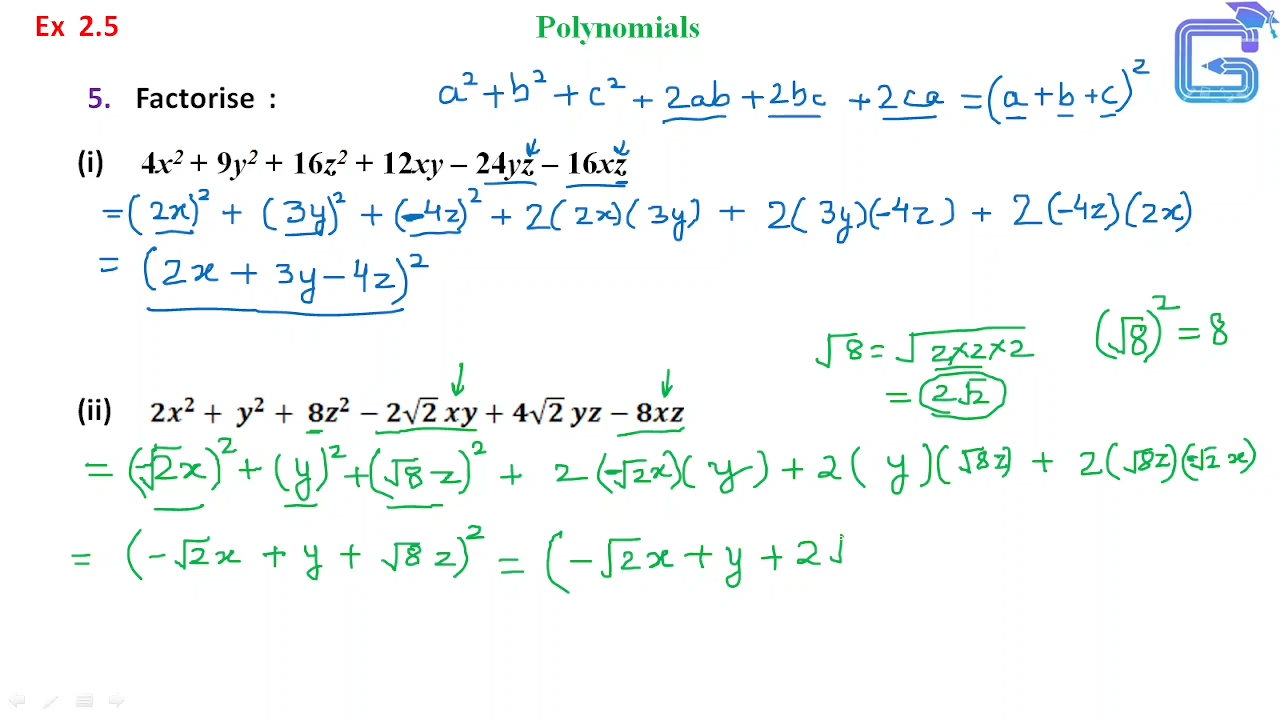 Ex 2.5
Polynomials
5. Factorise :
a² + b² + c² + 2ab + 2bc + 2ca = (a + b + c)²
(i) 4x² + 9y² + 16z² + 12xy – 24yz – 16xz
= (2x)² + (3y)² + (-4z)² + 2(2x)(3y) + 2(3y)(-4z) + 2(-4z)(2x)
= (2x + 3y - 4z)²
√8 = √2×2×2
= 2√2
(√8)² = 8
(ii) 2x² + y² + 8z² − 2√2 xy + 4√2 yz − 8xz
= (-√2x)² + (y)² + (√8 z)² + 2(-√2x)(y) + 2(y)(√8z) + 2(√8z)(-√2x)
= (-√2x + y + √8 z)² = (-√2x + y + 2√